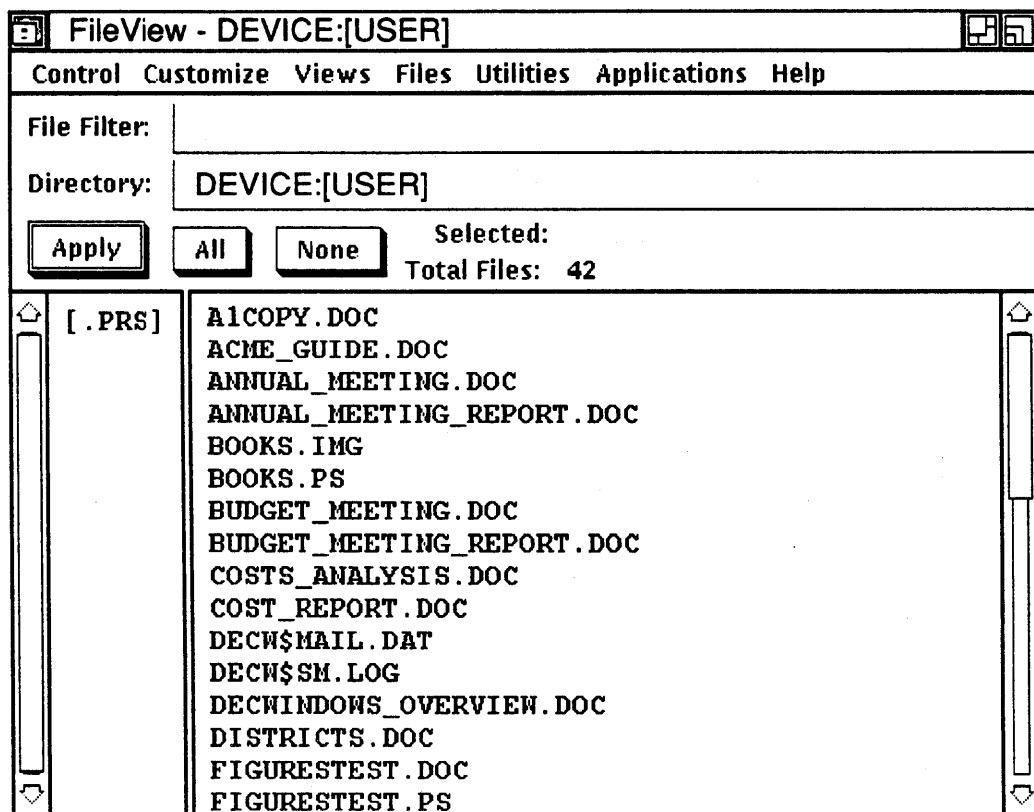 FileView - DEVICE:[USER]
Control Customize Views Files Utilities Applications Help
File Filter:
Directory: DEVICE:[USER]
Apply All None Selected:
Total Files: 42
[.PRS]
A1COPY.DOC
ACME_GUIDE.DOC
ANNUAL_MEETING.DOC
ANNUAL_MEETING_REPORT.DOC
BOOKS.IMG
BOOKS.PS
BUDGET_MEETING.DOC
BUDGET_MEETING_REPORT.DOC
COSTS_ANALYSIS.DOC
COST_REPORT.DOC
DECW$MAIL.DAT
DECW$SM.LOG
DECWINDOWS_OVERVIEW.DOC
DISTRICTS.DOC
FIGURESTEST.DOC
FIGURESTEST.PS